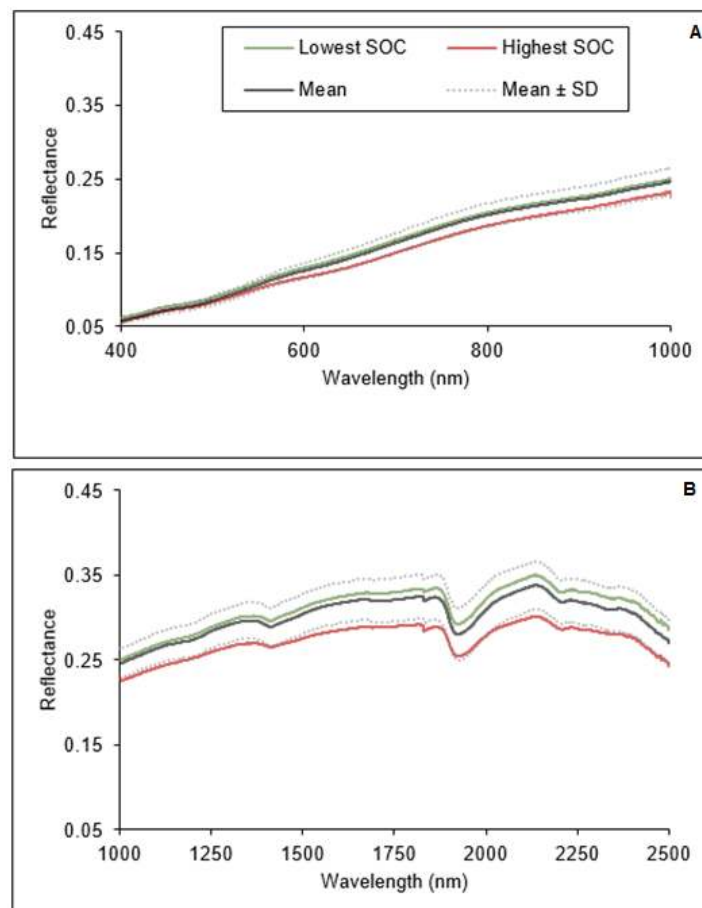 A
Lowest SOC
Highest SOC
Mean
Mean ± SD
0.45
0.35
0.25
0.15
0.05
Reflectance
400
600
800
1000
Wavelength (nm)
B
0.45
0.35
0.25
0.15
0.05
Reflectance
1000
1250
1500
1750
2000
2250
2500
Wavelength (nm)